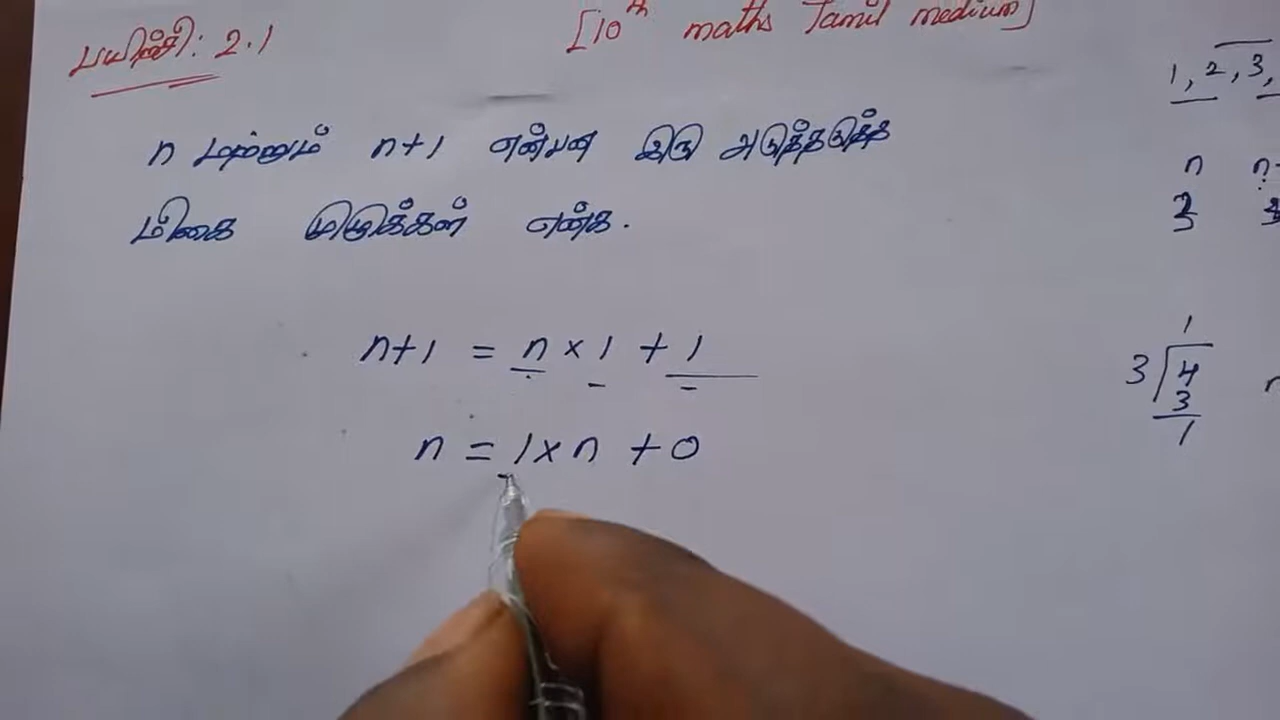 பயிற்சி: 2.1
[10th maths Tamil medium]
n மற்றும் n+1 என்பன இரு அடுத்தடுத்த
மிகை முழுக்கள் என்க.
n+1 = n × 1 + 1
n = 1 × n + 0
1, 2, 3,
n
3
1
3 4
3
1